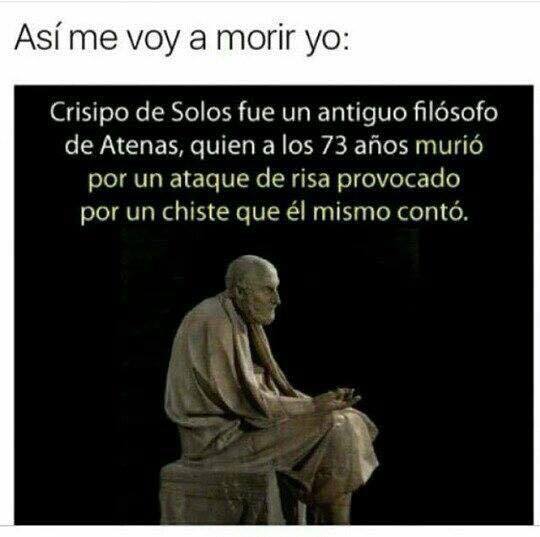 Así me voy a morir yo:
Crisipo de Solos fue un antiguo filósofo
de Atenas, quien a los 73 años murió
por un ataque de risa provocado
por un chiste que él mismo contó.